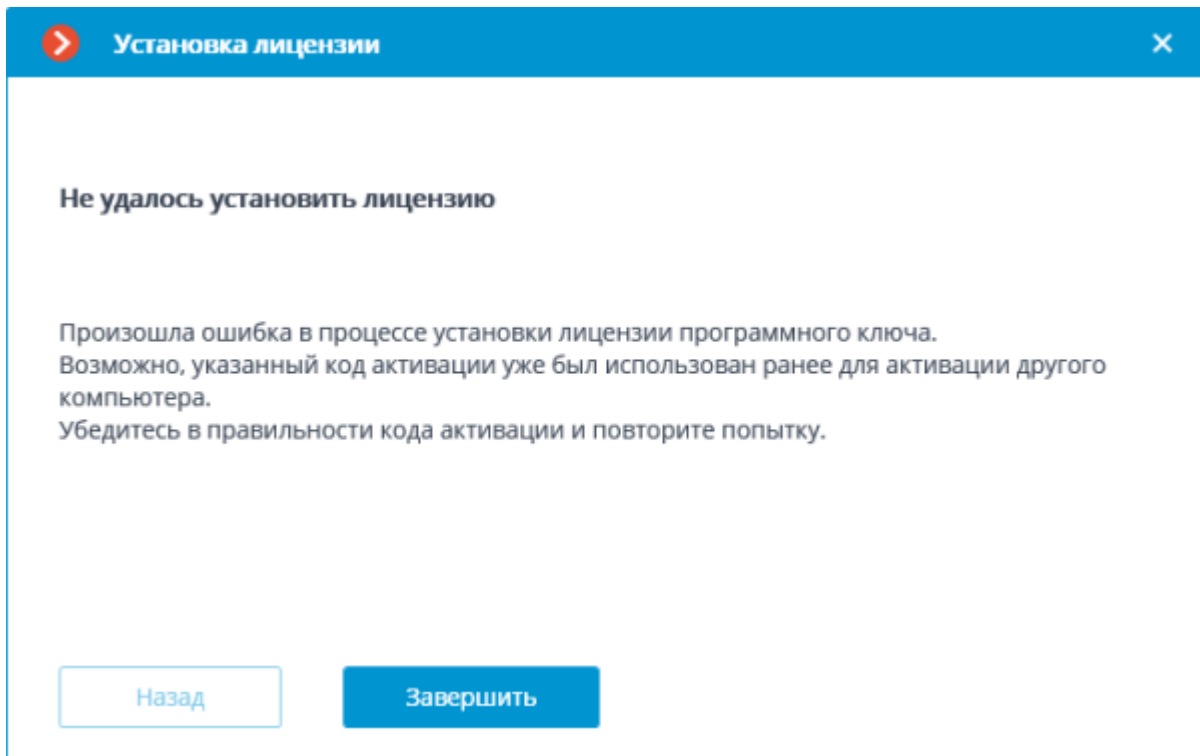 Установка лицензии
Не удалось установить лицензию
Произошла ошибка в процессе установки лицензии программного ключа.
Возможно, указанный код активации уже был использован ранее для активации другого
компьютера.
Убедитесь в правильности кода активации и повторите попытку.
Назад
Завершить